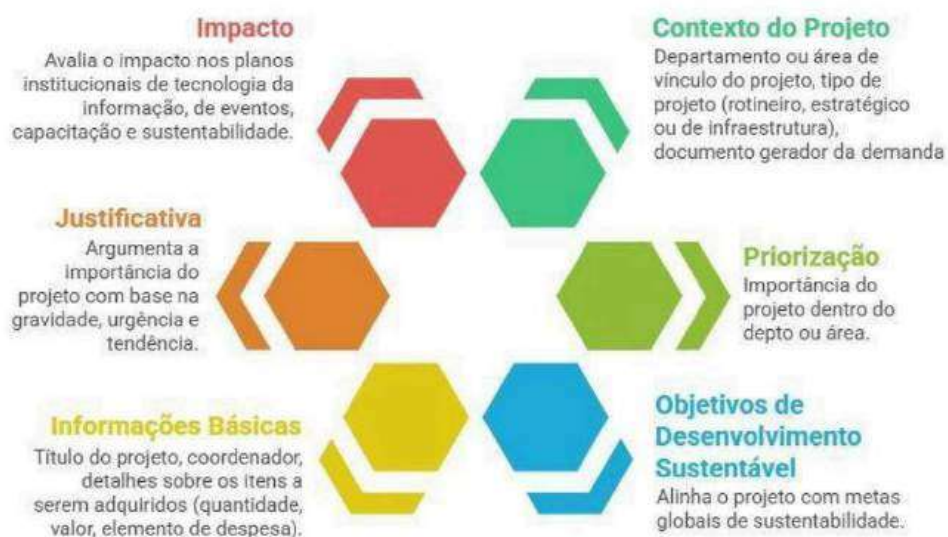 Impacto
Avalia o impacto nos planos
institucionais de tecnologia da
informação, de eventos,
capacitação e sustentabilidade.
Contexto do Projeto
Departamento ou área de
vínculo do projeto, tipo de
projeto (rotineiro, estratégico
ou de infraestrutura),
documento gerador da demanda
Justificativa
Argumenta a
importância do
projeto com base na
gravidade, urgência e
tendência.
Priorização
Importância do
projeto dentro do
depto ou área.
Informações Básicas
Título do projeto, coordenador,
detalhes sobre os itens a
serem adquiridos (quantidade,
valor, elemento de despesa).
Objetivos de
Desenvolvimento
Sustentável
Alinha o projeto com metas
globais de sustentabilidade.